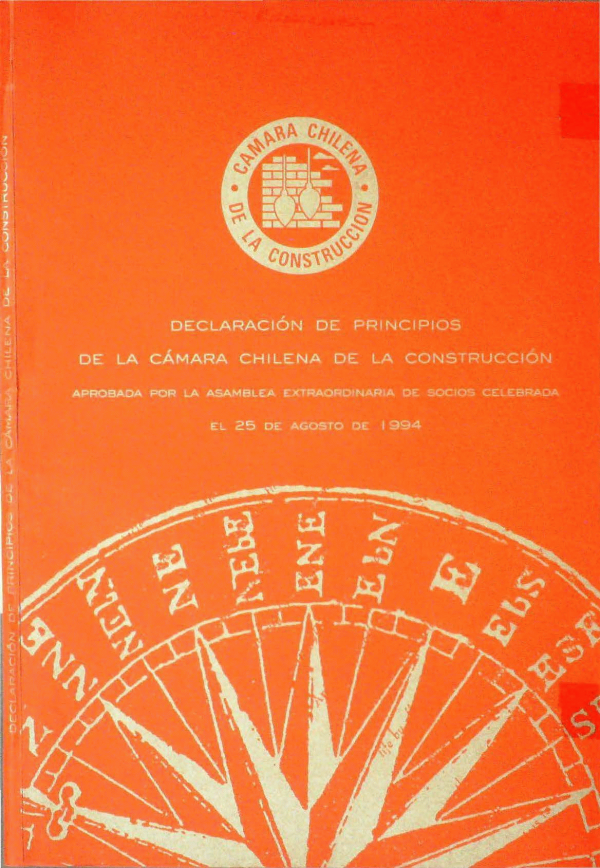 CAMARA CHILENA
DE LA CONSTRUCCION
DECLARACIÓN DE PRINCIPIOS
DE LA CÁMARA CHILENA DE LA CONSTRUCCIÓN
APROBADA POR LA ASAMBLEA EXTRAORDINARIA DE SOCIOS CELEBRADA
EL 25 DE AGOSTO DE 1994
DECLARACIÓN DE PRINCIPIOS DE LA CÁMARA CHILENA DE LA CONSTRUCCIÓN
N
NNE
NE
NEbE
ENE
EbN
E
EbS
ESE